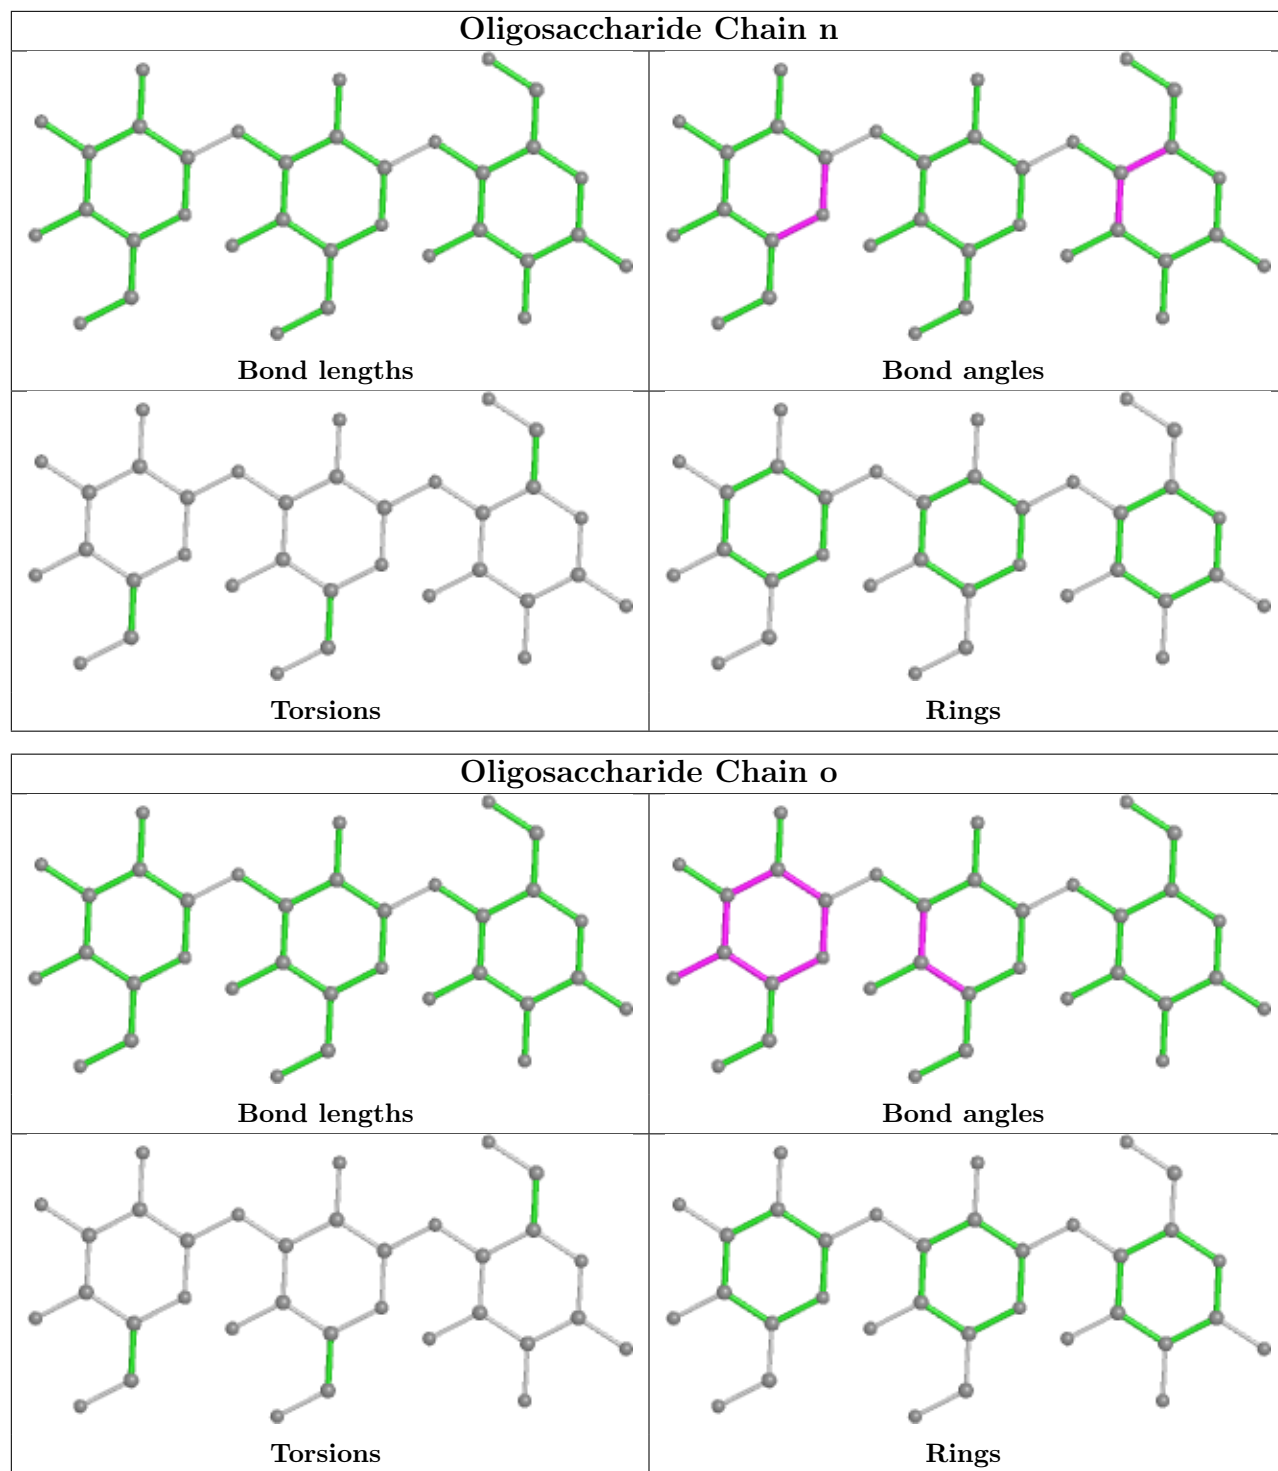 Oligosaccharide Chain n
Bond lengths
Bond angles
Torsions
Rings
Oligosaccharide Chain o
Bond lengths
Bond angles
Torsions
Rings